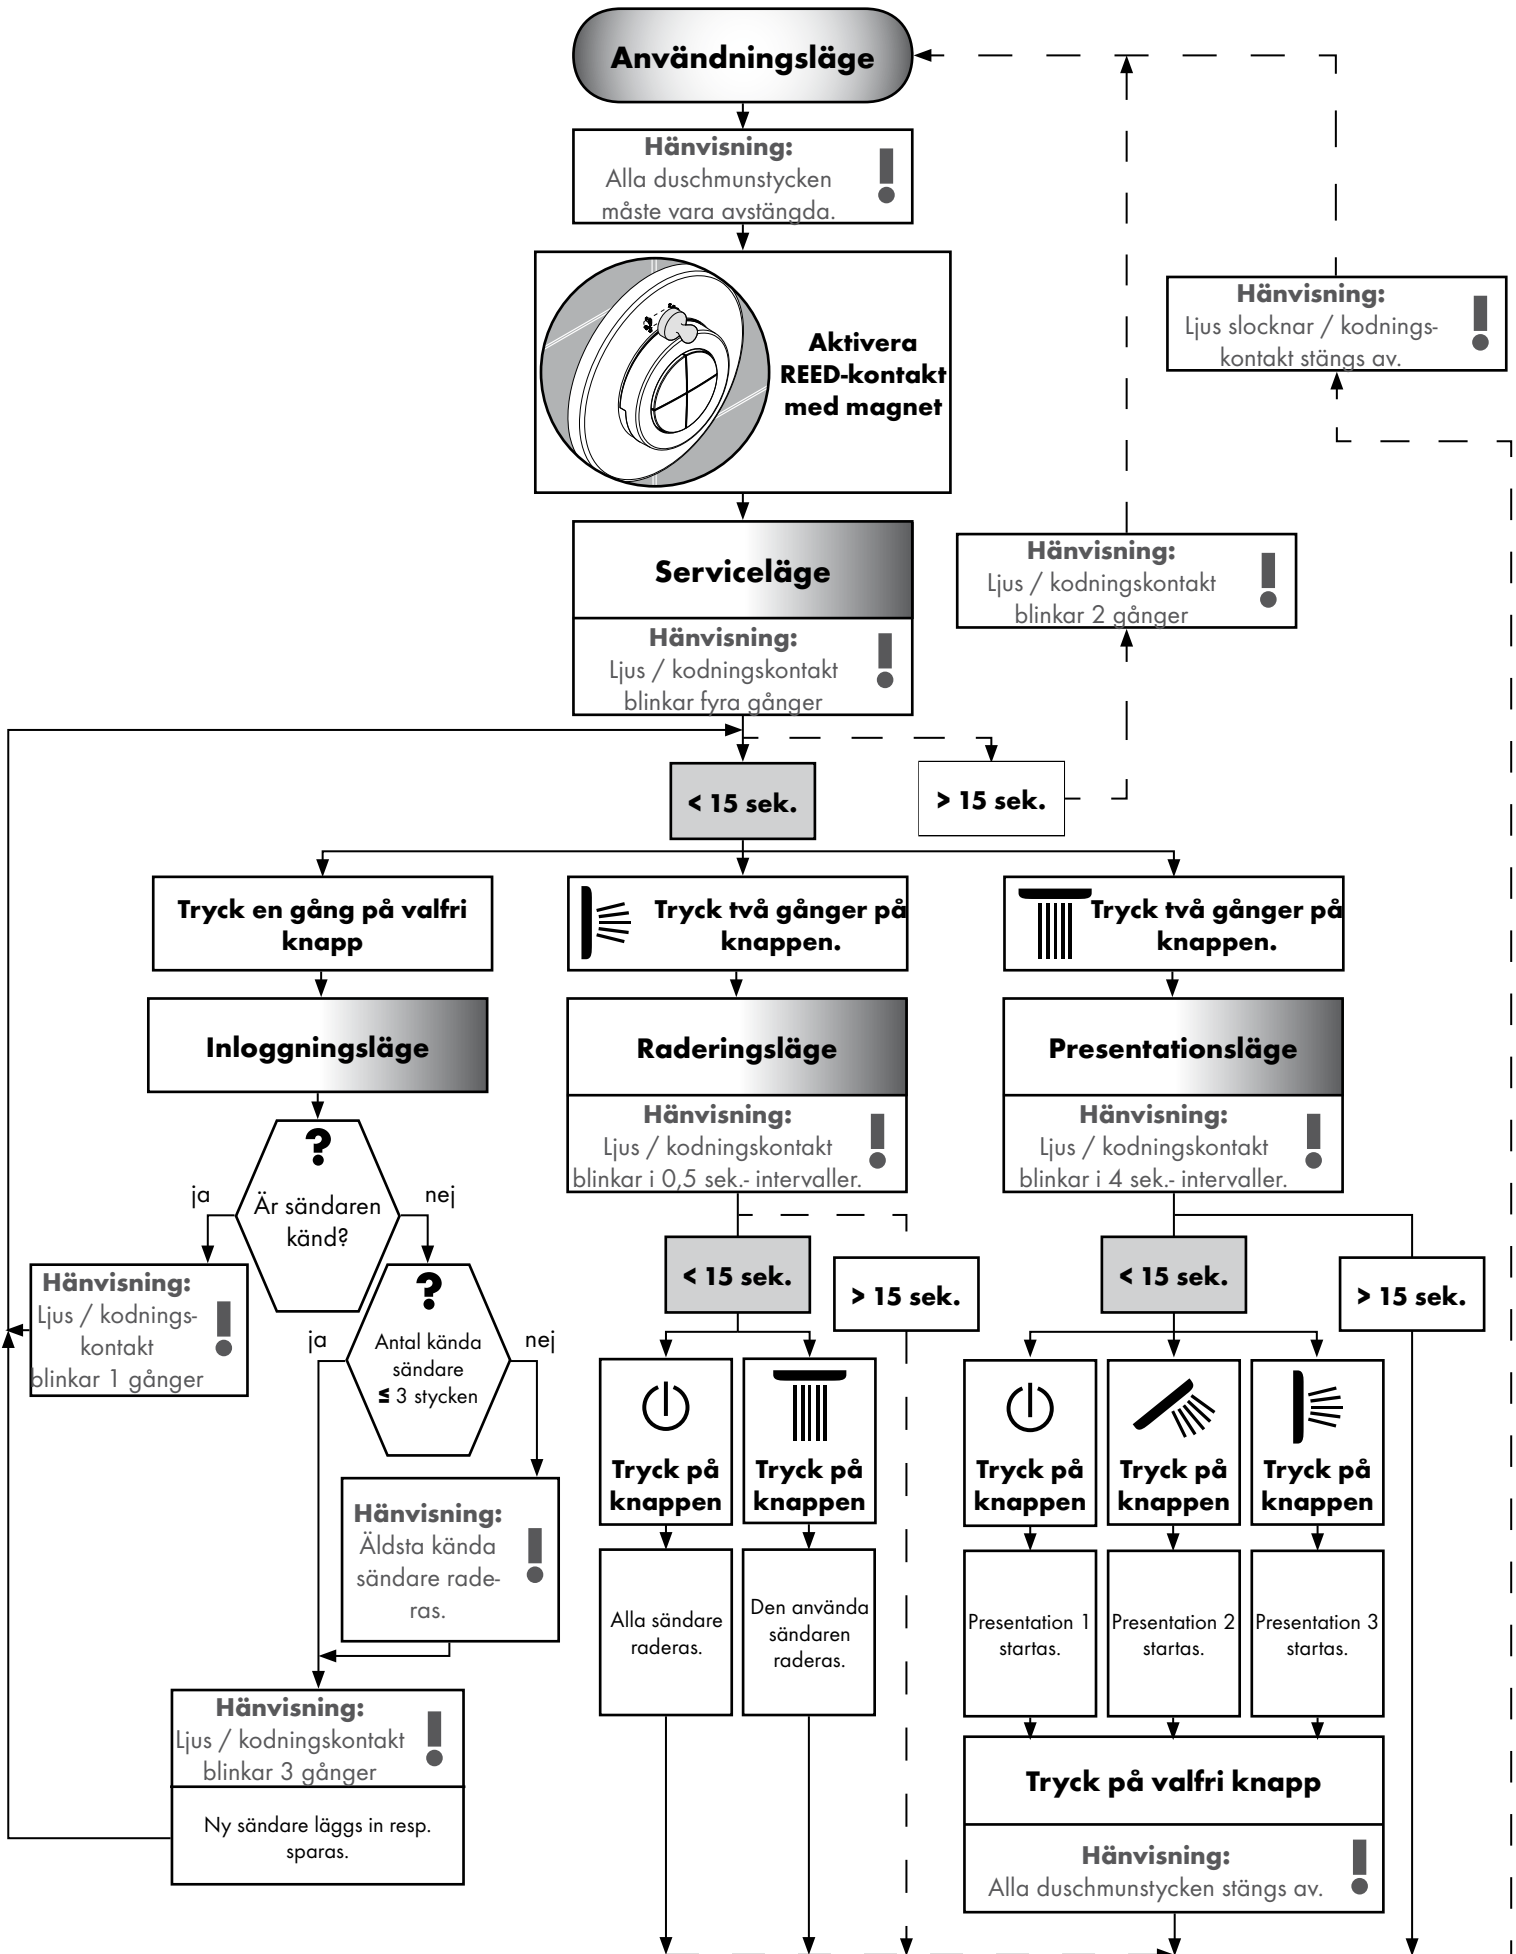 Användningsläge
Hänvisning:
Alla duschmunstycken
måste vara avstängda.
Aktivera
REED-kontakt
med magnet
Hänvisning:
Ljus slocknar / kodnings-
kontakt stängs av.
Serviceläge
Hänvisning:
Ljus / kodningskontakt
blinkar fyra gånger
Hänvisning:
Ljus / kodningskontakt
blinkar 2 gånger
< 15 sek.
> 15 sek.
Tryck en gång på valfri
knapp
Tryck två gånger på
knappen.
Tryck två gånger på
knappen.
Inloggningsläge
Raderingsläge
Hänvisning:
Ljus / kodningskontakt
blinkar i 0,5 sek.- intervaller.
Presentationsläge
Hänvisning:
Ljus / kodningskontakt
blinkar i 4 sek.- intervaller.
?
Är sändaren
känd?
ja
nej
Hänvisning:
Ljus / kodnings-
kontakt
blinkar 1 gånger
?
Antal kända
sändare
≤ 3 stycken
ja
nej
Hänvisning:
Äldsta kända
sändare rade-
ras.
Hänvisning:
Ljus / kodningskontakt
blinkar 3 gånger
Ny sändare läggs in resp.
sparas.
< 15 sek.
> 15 sek.
Tryck på
knappen
Tryck på
knappen
Alla sändare
raderas.
Den använda
sändaren
raderas.
< 15 sek.
> 15 sek.
Tryck på
knappen
Tryck på
knappen
Tryck på
knappen
Presentation 1
startas.
Presentation 2
startas.
Presentation 3
startas.
Tryck på valfri knapp
Hänvisning:
Alla duschmunstycken stängs av.